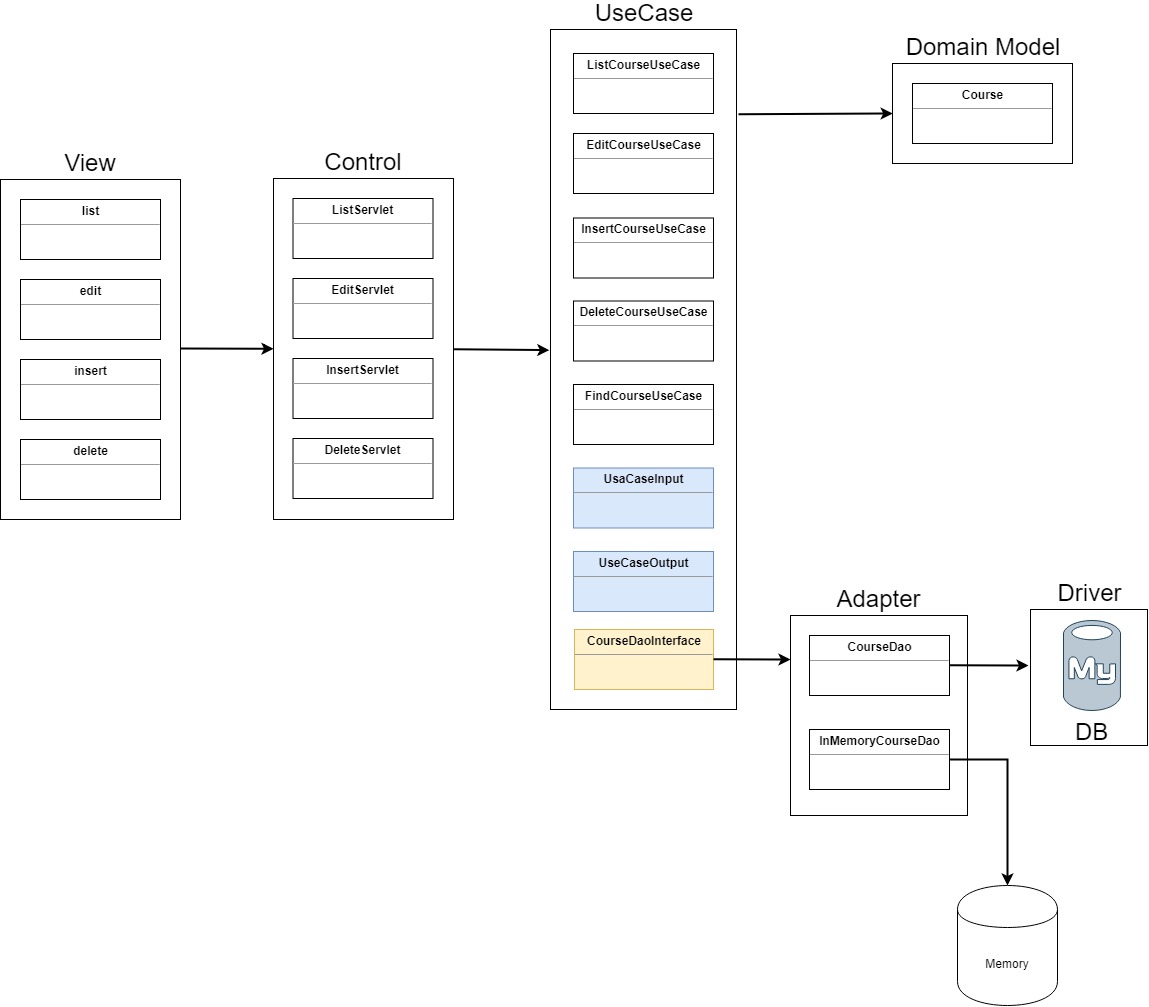 UseCase
ListCourseUseCase
EditCourseUseCase
InsertCourseUseCase
DeleteCourseUseCase
FindCourseUseCase
UsaCaseInput
UseCaseOutput
CourseDaoInterface
Domain Model
Course
View
list
edit
insert
delete
Control
ListServlet
EditServlet
InsertServlet
DeleteServlet
Adapter
CourseDao
InMemoryCourseDao
Driver
My
DB
Memory